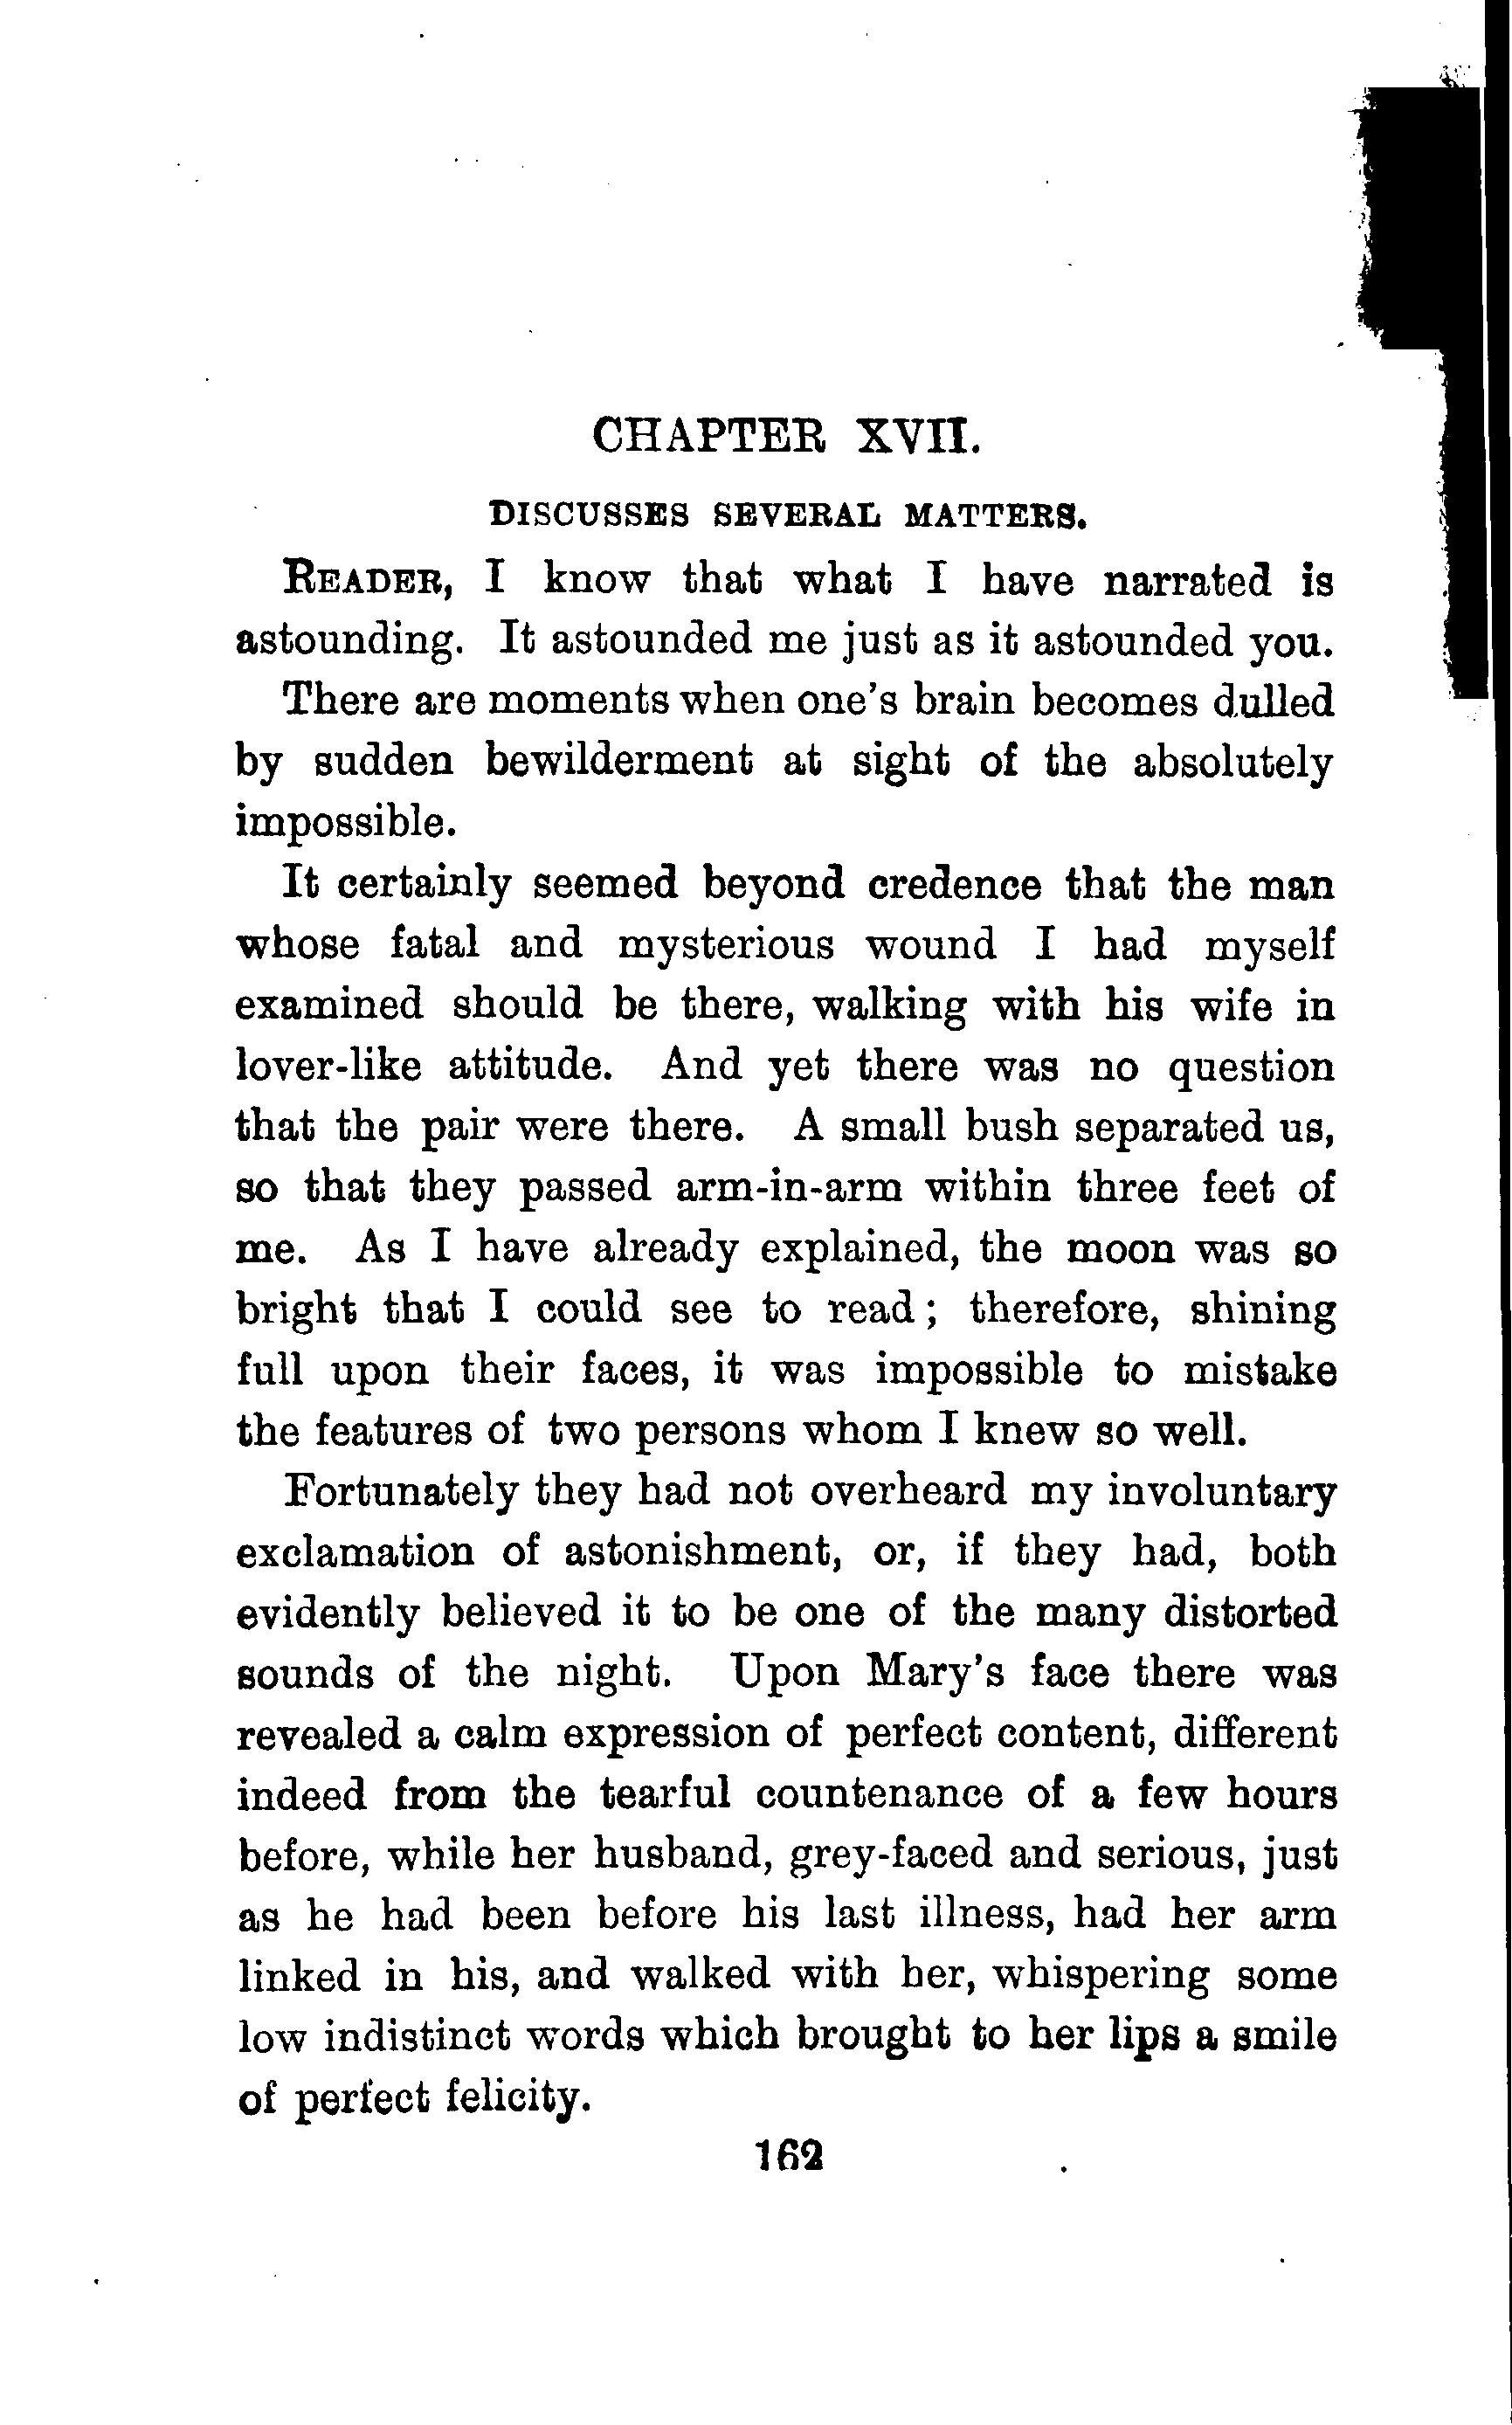 CHAPTER XVII.
DISCUSSES SEVERAL MATTERS.
READER, I know that what I have narrated is
astounding. It astounded me just as it astounded you.
There are moments when one's brain becomes dulled
by sudden bewilderment at sight of the absolutely
impossible.
It certainly seemed beyond credence that the man
whose fatal and mysterious wound I had myself
examined should be there, walking with his wife in
lover-like attitude. And yet there was no question
that the pair were there. A small bush separated us,
so that they passed arm-in-arm within three feet of
me. As I have already explained, the moon was so
bright that I could see to read; therefore, shining
full upon their faces, it was impossible to mistake
the features of two persons whom I knew so well.
Fortunately they had not overheard my involuntary
exclamation of astonishment, or, if they had, both
evidently believed it to be one of the many distorted
sounds of the night. Upon Mary's face there was
revealed a calm expression of perfect content, different
indeed from the tearful countenance of a few hours
before, while her husband, grey-faced and serious, just
as he had been before his last illness, had her arm
linked in his, and walked with her, whispering some
low indistinct words which brought to her lips a smile
of perfect felicity.
162